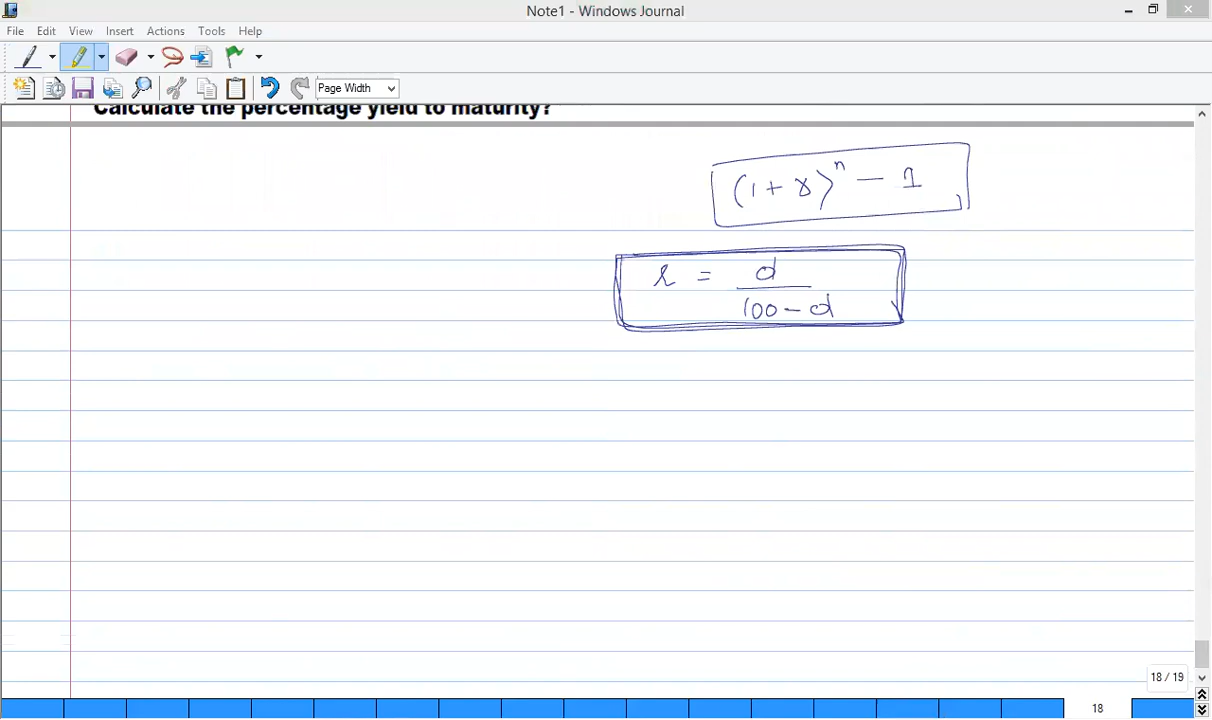 Note1 - Windows Journal
File Edit View Insert Actions Tools Help
Page Width
Calculate the percentage yield to maturity?
(1 + r)ⁿ — 1
r = d
100 - d
18 / 19
18